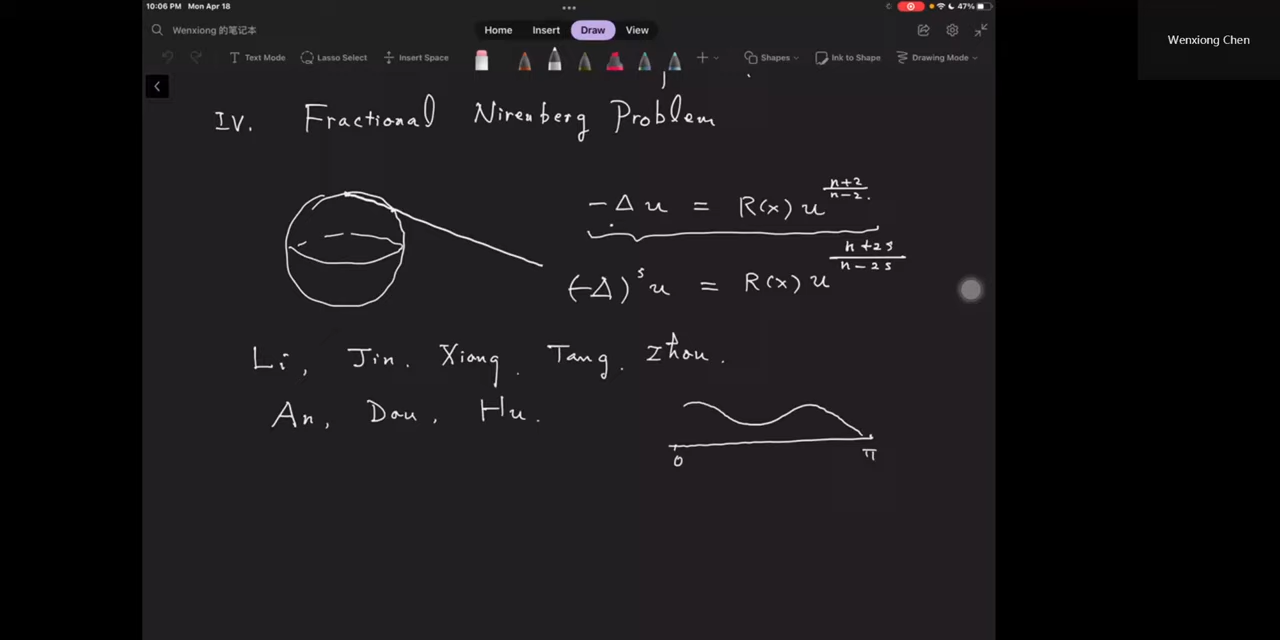 10:06 PM Mon Apr 18
47%
Wenxiong 的笔记本
Home Insert Draw View
Text Mode Lasso Select Insert Space Shapes Ink to Shape Drawing Mode
Wenxiong Chen
IV. Fractional Nirenberg Problem
-Δu = R(x) u^{\frac{n+2}{n-2}}.
(-Δ)^s u = R(x) u^{\frac{n+2s}{n-2s}}
Li, Jin. Xiong. Tang. Zhou.
An, Dou, Hu.
0 π